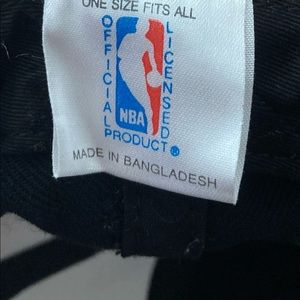 ONE SIZE FITS ALL
OFFICIAL
LICENSED
NBA
PRODUCT®
MADE IN BANGLADESH